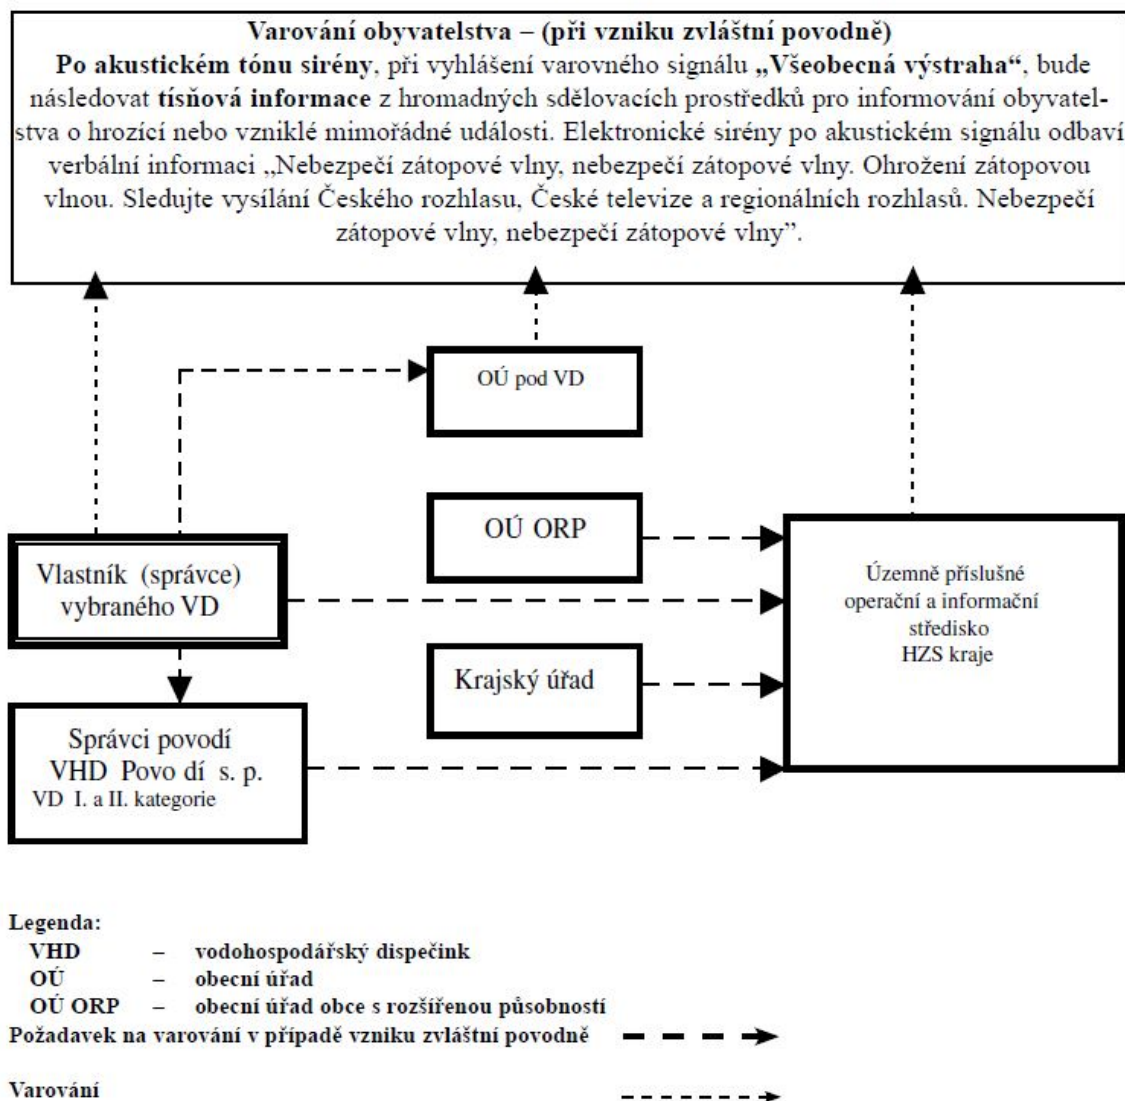 Varování obyvatelstva – (při vzniku zvláštní povodně)
Po akustickém tónu sirény, při vyhlášení varovného signálu „Všeobecná výstraha“, bude
následovat tísňová informace z hromadných sdělovacích prostředků pro informování obyvatel-
stva o hrozící nebo vzniklé mimořádné události. Elektronické sirény po akustickém signálu odbaví
verbální informaci „Nebezpečí zátopové vlny, nebezpečí zátopové vlny. Ohrožení zátopovou
vlnou. Sledujte vysílání Českého rozhlasu, České televize a regionálních rozhlasů. Nebezpečí
zátopové vlny, nebezpečí zátopové vlny”.
OÚ pod VD
OÚ ORP
Vlastník (správce)
vybraného VD
Územně příslušné
operační a informační
středisko
HZS kraje
Krajský úřad
Správci povodí
VHD Povo dí s. p.
VD I. a II. kategorie
Legenda:
VHD – vodohospodářský dispečink
OÚ – obecní úřad
OÚ ORP – obecní úřad obce s rozšířenou působností
Požadavek na varování v případě vzniku zvláštní povodně
Varování